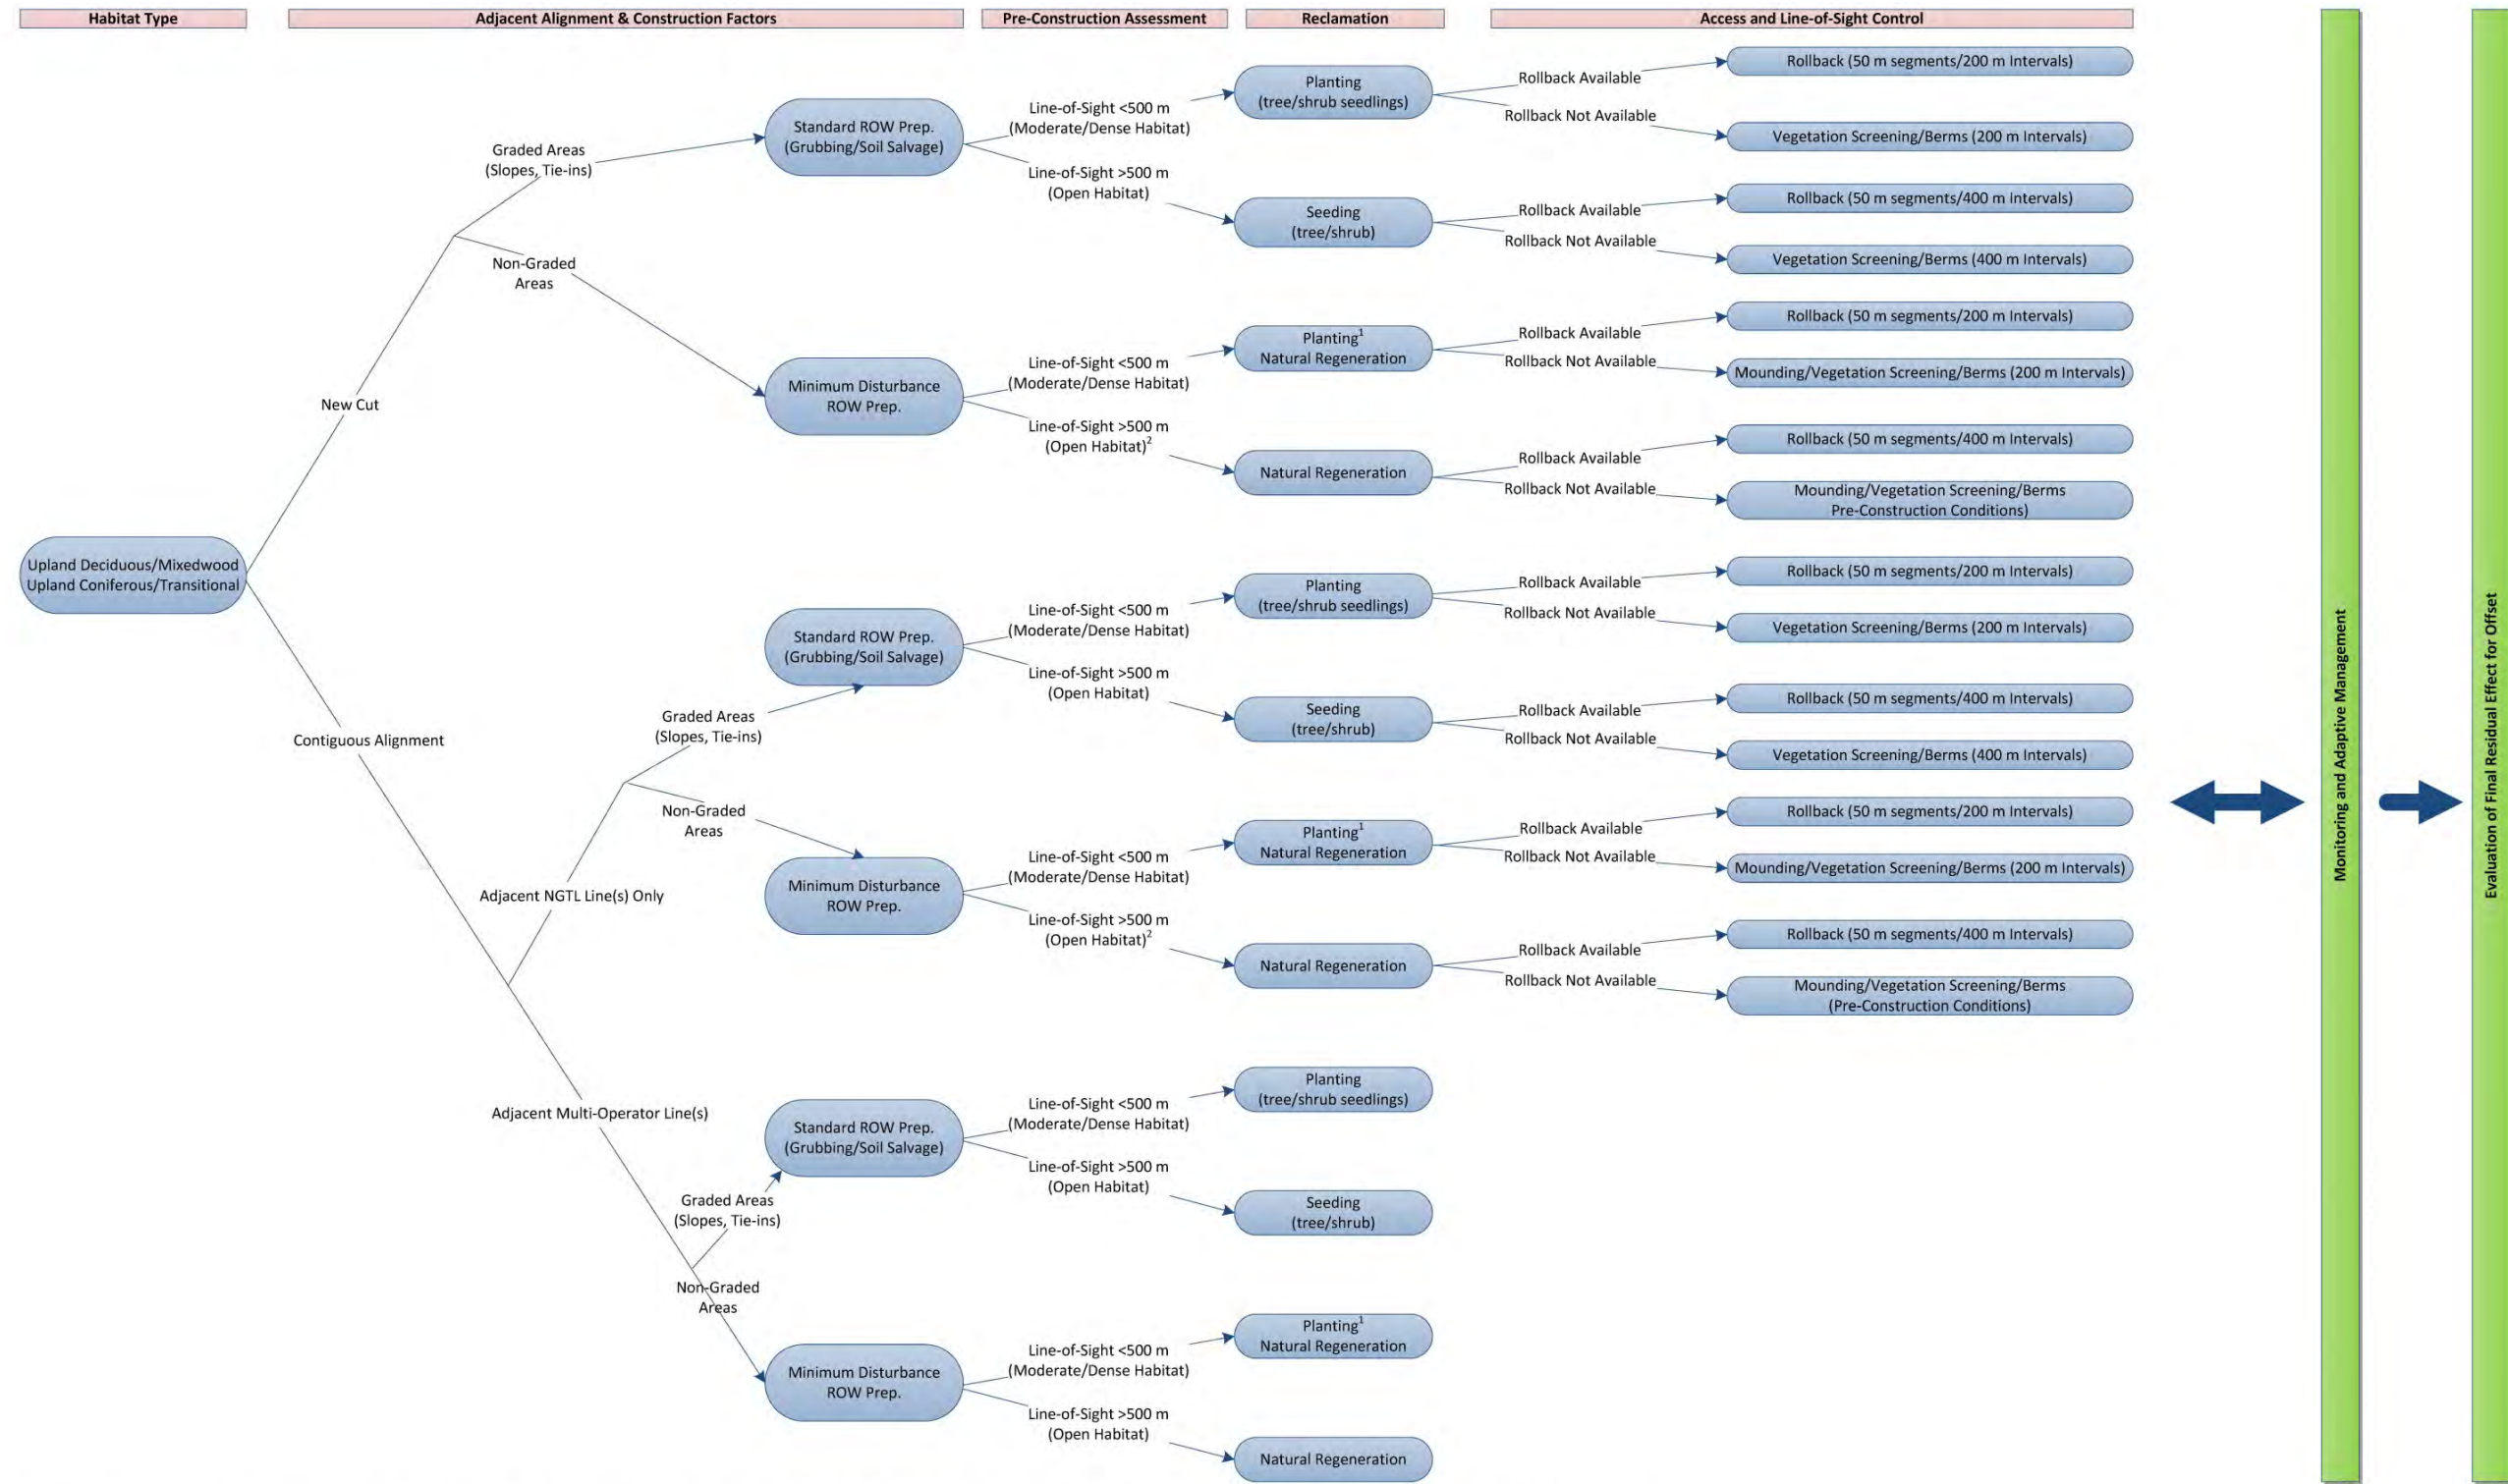 Habitat Type
Adjacent Alignment & Construction Factors
Pre-Construction Assessment
Reclamation
Access and Line-of-Sight Control
Upland Deciduous/Mixedwood
Upland Coniferous/Transitional
New Cut
Graded Areas
(Slopes, Tie-ins)
Standard ROW Prep.
(Grubbing/Soil Salvage)
Line-of-Sight <500 m
(Moderate/Dense Habitat)
Planting
(tree/shrub seedlings)
Rollback Available
Rollback (50 m segments/200 m Intervals)
Rollback Not Available
Vegetation Screening/Berms (200 m Intervals)
Line-of-Sight >500 m
(Open Habitat)
Seeding
(tree/shrub)
Rollback Available
Rollback (50 m segments/400 m Intervals)
Rollback Not Available
Vegetation Screening/Berms (400 m Intervals)
Non-Graded
Areas
Minimum Disturbance
ROW Prep.
Line-of-Sight <500 m
(Moderate/Dense Habitat)
Planting¹
Natural Regeneration
Rollback Available
Rollback (50 m segments/200 m Intervals)
Rollback Not Available
Mounding/Vegetation Screening/Berms (200 m Intervals)
Line-of-Sight >500 m
(Open Habitat)²
Natural Regeneration
Rollback Available
Rollback (50 m segments/400 m Intervals)
Rollback Not Available
Mounding/Vegetation Screening/Berms
Pre-Construction Conditions)
Contiguous Alignment
Adjacent NGTL Line(s) Only
Graded Areas
(Slopes, Tie-ins)
Standard ROW Prep.
(Grubbing/Soil Salvage)
Line-of-Sight <500 m
(Moderate/Dense Habitat)
Planting
(tree/shrub seedlings)
Rollback Available
Rollback (50 m segments/200 m Intervals)
Rollback Not Available
Vegetation Screening/Berms (200 m Intervals)
Line-of-Sight >500 m
(Open Habitat)
Seeding
(tree/shrub)
Rollback Available
Rollback (50 m segments/400 m Intervals)
Rollback Not Available
Vegetation Screening/Berms (400 m Intervals)
Non-Graded
Areas
Minimum Disturbance
ROW Prep.
Line-of-Sight <500 m
(Moderate/Dense Habitat)
Planting¹
Natural Regeneration
Rollback Available
Rollback (50 m segments/200 m Intervals)
Rollback Not Available
Mounding/Vegetation Screening/Berms (200 m Intervals)
Line-of-Sight >500 m
(Open Habitat)²
Natural Regeneration
Rollback Available
Rollback (50 m segments/400 m Intervals)
Rollback Not Available
Mounding/Vegetation Screening/Berms
(Pre-Construction Conditions)
Adjacent Multi-Operator Line(s)
Graded Areas
(Slopes, Tie-ins)
Standard ROW Prep.
(Grubbing/Soil Salvage)
Line-of-Sight <500 m
(Moderate/Dense Habitat)
Planting
(tree/shrub seedlings)
Line-of-Sight >500 m
(Open Habitat)
Seeding
(tree/shrub)
Non-Graded
Areas
Minimum Disturbance
ROW Prep.
Line-of-Sight <500 m
(Moderate/Dense Habitat)
Planting¹
Natural Regeneration
Line-of-Sight >500 m
(Open Habitat)
Natural Regeneration
Monitoring and Adaptive Management
Evaluation of Final Residual Effect for Offset